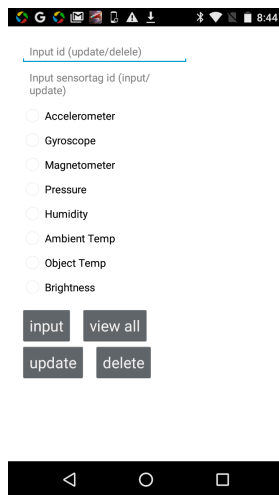 8:44
Input id (update/delele)
Input sensortag id (input/
update)
Accelerometer
Gyroscope
Magnetometer
Pressure
Humidity
Ambient Temp
Object Temp
Brightness
input view all
update delete